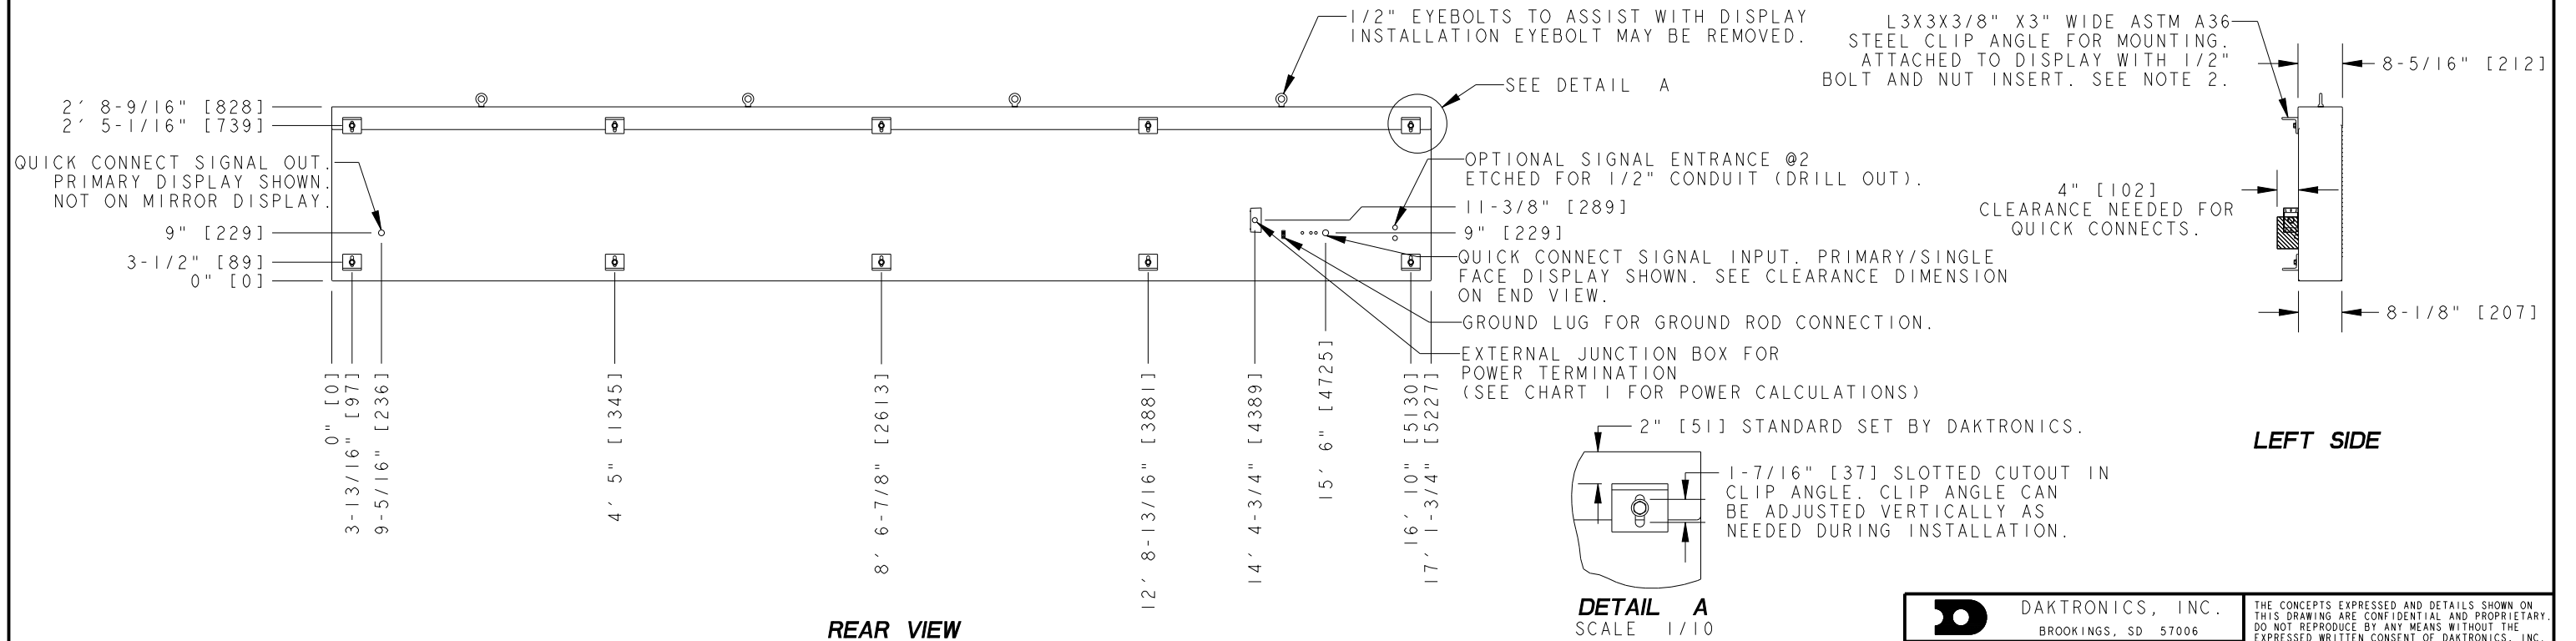 1/2" EYEBOLTS TO ASSIST WITH DISPLAY
INSTALLATION EYEBOLT MAY BE REMOVED.
L3X3X3/8" X3" WIDE ASTM A36
STEEL CLIP ANGLE FOR MOUNTING.
ATTACHED TO DISPLAY WITH 1/2"
BOLT AND NUT INSERT. SEE NOTE 2.
8-5/16" [212]
SEE DETAIL A
2' 8-9/16" [828]
2' 5-1/16" [739]
QUICK CONNECT SIGNAL OUT.
PRIMARY DISPLAY SHOWN.
NOT ON MIRROR DISPLAY.
9" [229]
3-1/2" [89]
0" [0]
OPTIONAL SIGNAL ENTRANCE @2
ETCHED FOR 1/2" CONDUIT (DRILL OUT).
11-3/8" [289]
9" [229]
QUICK CONNECT SIGNAL INPUT. PRIMARY/SINGLE
FACE DISPLAY SHOWN. SEE CLEARANCE DIMENSION
ON END VIEW.
GROUND LUG FOR GROUND ROD CONNECTION.
EXTERNAL JUNCTION BOX FOR
POWER TERMINATION
(SEE CHART 1 FOR POWER CALCULATIONS)
4" [102]
CLEARANCE NEEDED FOR
QUICK CONNECTS.
8-1/8" [207]
LEFT SIDE
0" [0]
3-13/16" [97]
9-5/16" [236]
4' 5" [1345]
8' 6-7/8" [2613]
12' 8-13/16" [3881]
14' 4-3/4" [4389]
15' 6" [4725]
16' 10" [5130]
17' 1-3/4" [5227]
REAR VIEW
2" [51] STANDARD SET BY DAKTRONICS.
1-7/16" [37] SLOTTED CUTOUT IN
CLIP ANGLE. CLIP ANGLE CAN
BE ADJUSTED VERTICALLY AS
NEEDED DURING INSTALLATION.
DETAIL A
SCALE 1/10
DAKTRONICS, INC.
BROOKINGS, SD 57006
THE CONCEPTS EXPRESSED AND DETAILS SHOWN ON
THIS DRAWING ARE CONFIDENTIAL AND PROPRIETARY.
DO NOT REPRODUCE BY ANY MEANS WITHOUT THE
EXPRESSED WRITTEN CONSENT OF DAKTRONICS, INC.